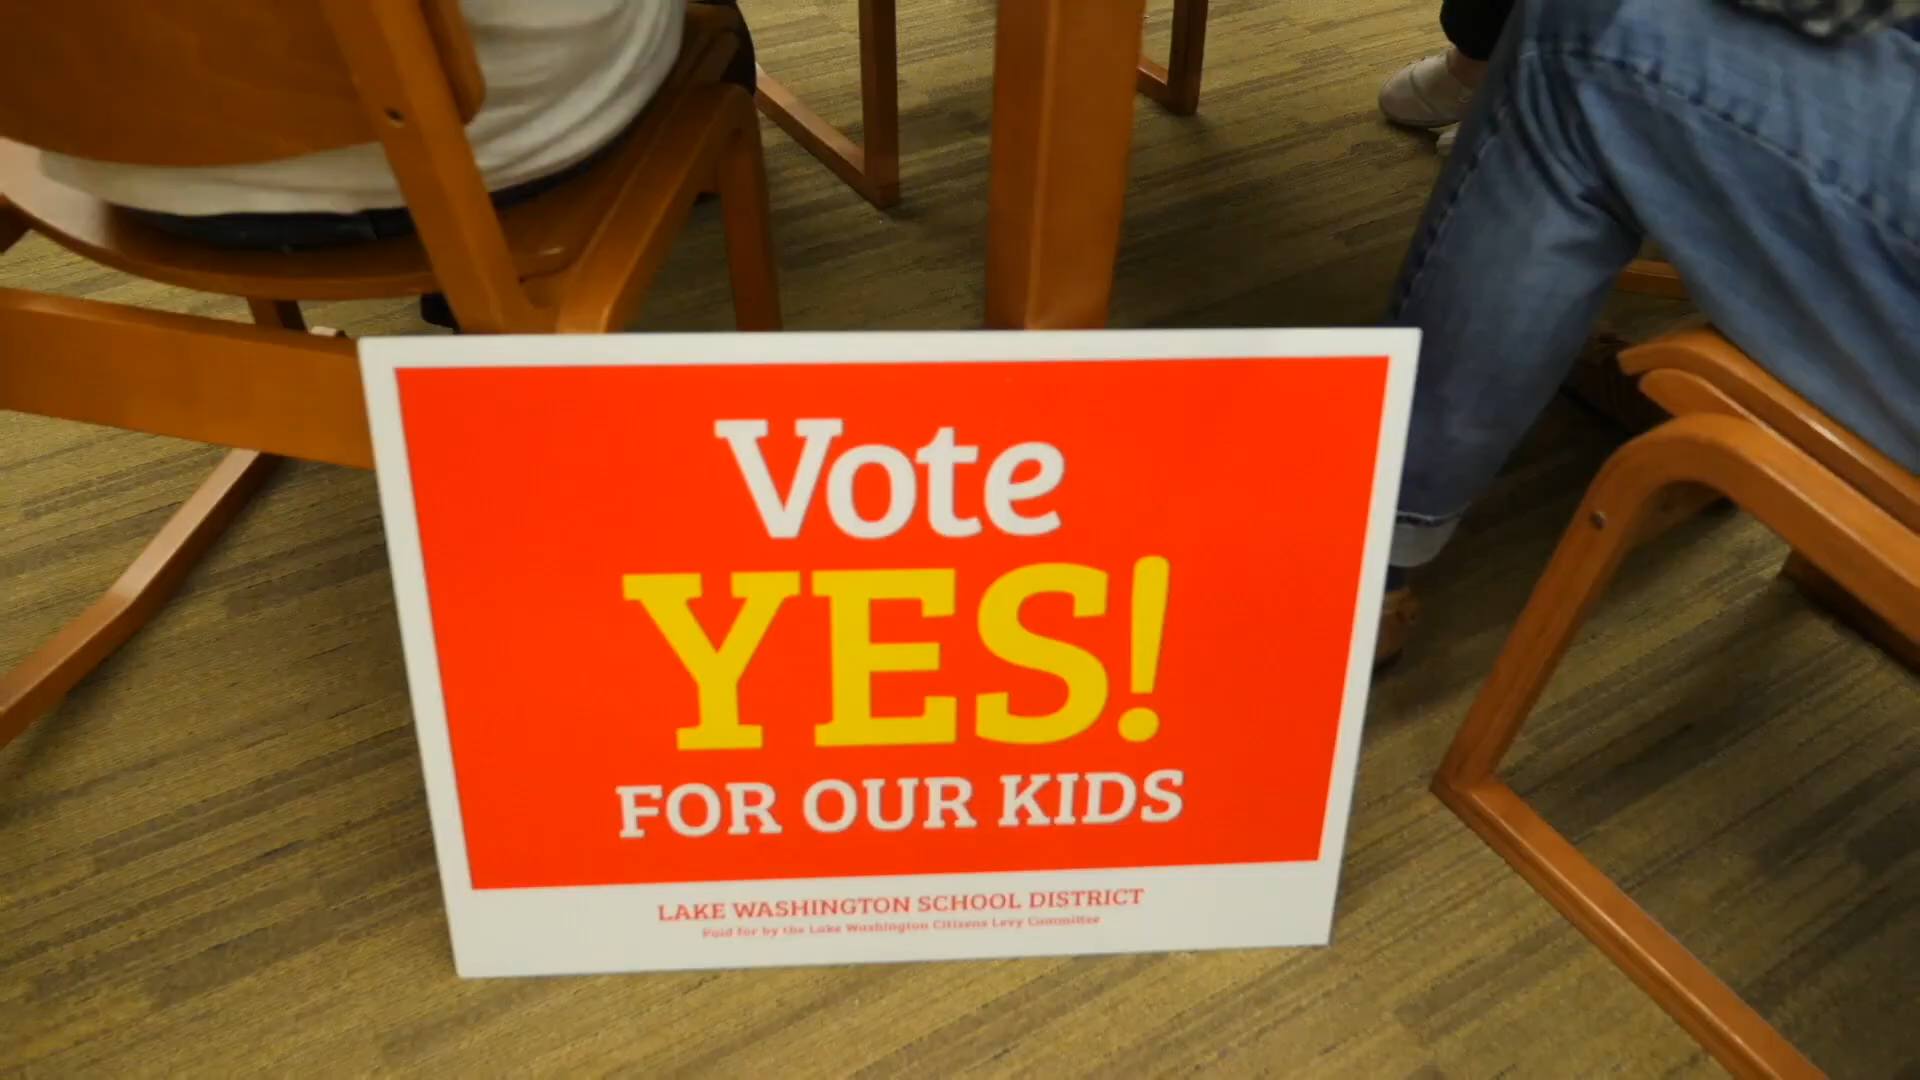 Vote
YES!
FOR OUR KIDS
LAKE WASHINGTON SCHOOL DISTRICT
Paid for by the Lake Washington Citizens Levy Committee